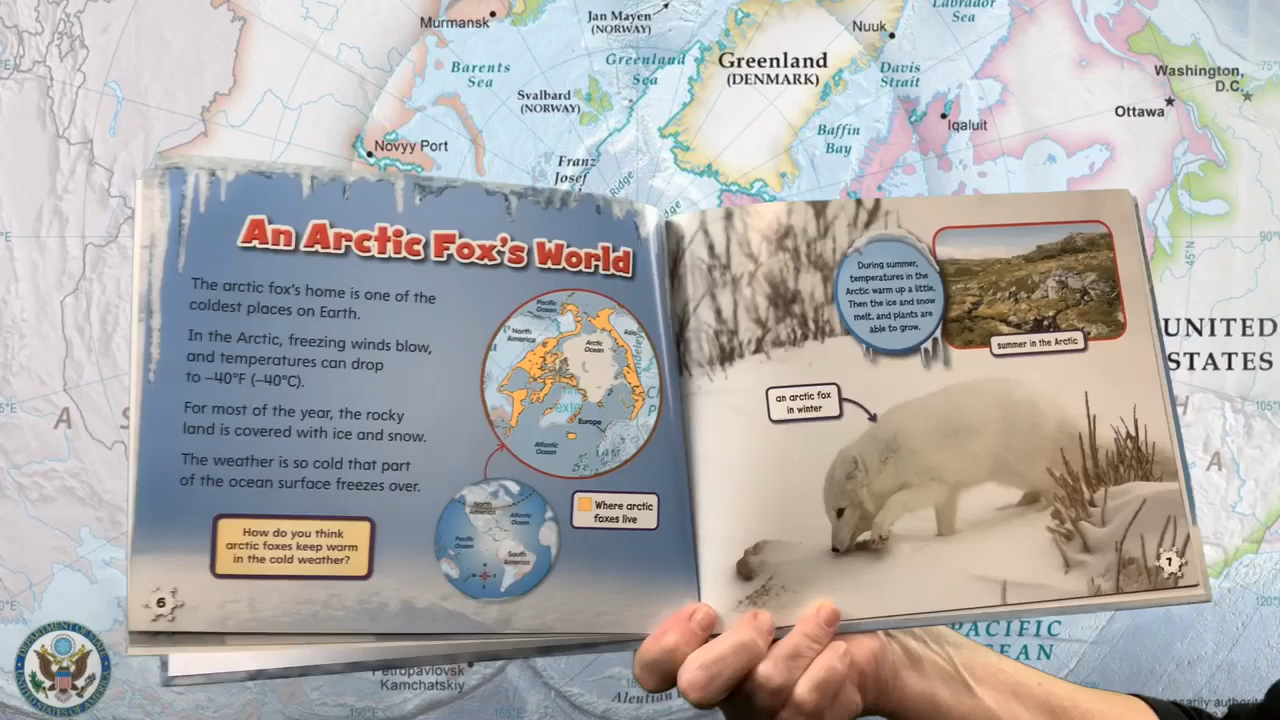 Murmansk
Jan Mayen
(NORWAY)
Nuuk
Labrador
Sea
Barents
Sea
Greenland
Sea
Greenland
(DENMARK)
Davis
Strait
Washington,
D.C.
Svalbard
(NORWAY)
Ottawa
Iqaluit
Baffin
Bay
Novyy Port
Franz
Josef
Ridge
UNITED
STATES
An Arctic Fox's World
The arctic fox's home is one of the
coldest places on Earth.
In the Arctic, freezing winds blow,
and temperatures can drop
to –40°F (–40°C).
For most of the year, the rocky
land is covered with ice and snow.
The weather is so cold that part
of the ocean surface freezes over.
How do you think
arctic foxes keep warm
in the cold weather?
6
Pacific
Ocean
North
America
Asia
Arctic
Ocean
Europe
Atlantic
Ocean
North
America
Atlantic
Ocean
Pacific
Ocean
South
America
Where arctic
foxes live
During summer,
temperatures in the
Arctic warm up a little.
Then the ice and snow
melt, and plants are
able to grow.
summer in the Arctic
an arctic fox
in winter
7
PACIFIC
OCEAN
Petropavlovsk
Kamchatskiy
Aleutian